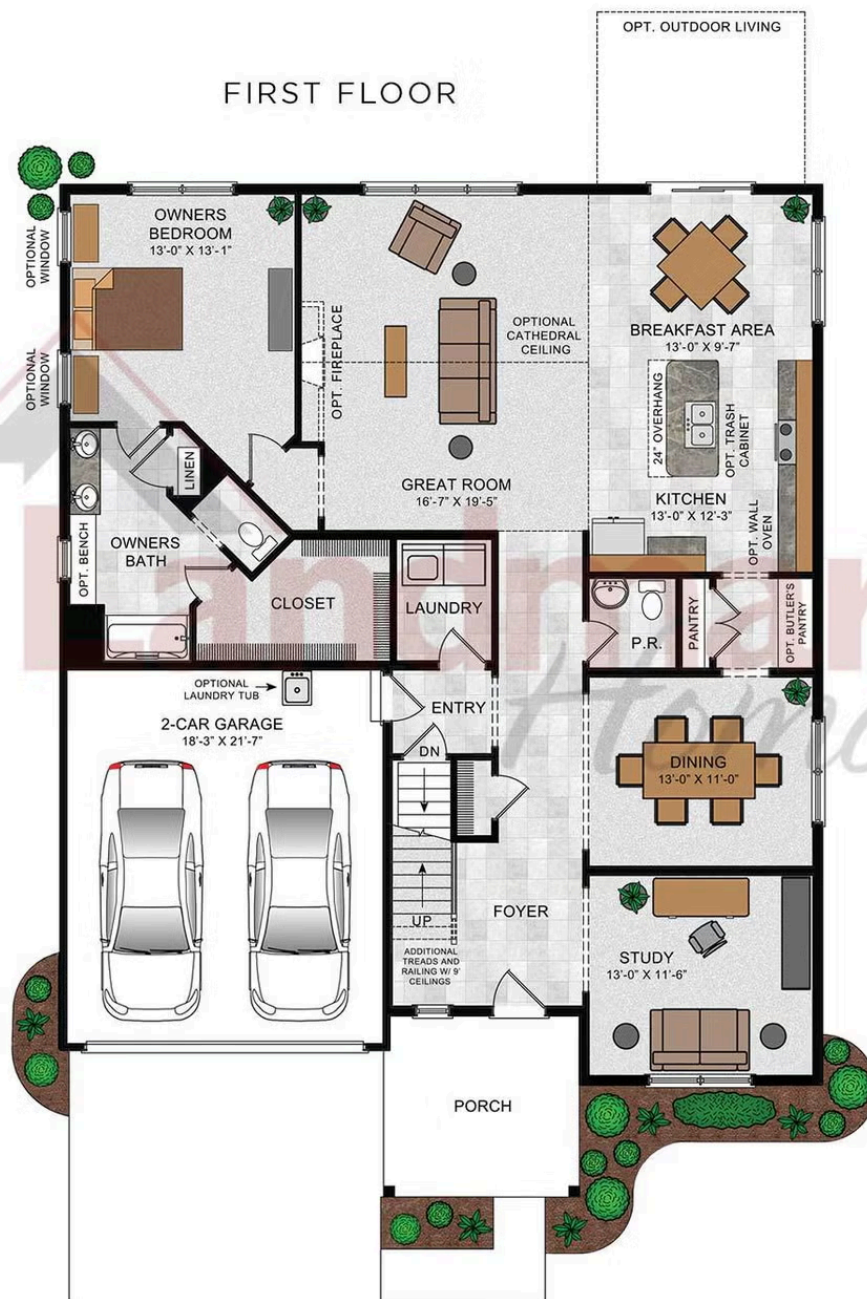 OPT. OUTDOOR LIVING
FIRST FLOOR
OWNERS
BEDROOM
13'-0" X 13'-1"
OPTIONAL
WINDOW
OPTIONAL
WINDOW
OPT. FIREPLACE
OPTIONAL
CATHEDRAL
CEILING
BREAKFAST AREA
13'-0" X 9'-7"
24" OVERHANG
OPT. TRASH
CABINET
GREAT ROOM
16'-7" X 19'-5"
KITCHEN
13'-0" X 12'-3"
OPT. WALL
OVEN
LINEN
OWNERS
BATH
OPT. BENCH
CLOSET
LAUNDRY
P.R.
PANTRY
OPT. BUTLER'S
PANTRY
Landmar
Hom
OPTIONAL
LAUNDRY TUB
ENTRY
2-CAR GARAGE
18'-3" X 21'-7"
DN
DINING
13'-0" X 11'-0"
UP
FOYER
ADDITIONAL
TREADS AND
RAILING W/ 9'
CEILINGS
STUDY
13'-0" X 11'-6"
PORCH